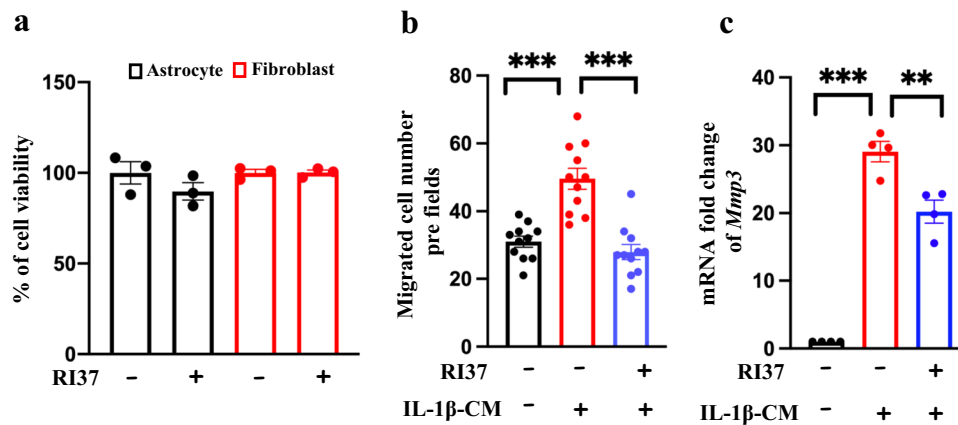 a
Astrocyte Fibroblast
% of cell viability
150
100
50
0
RI37 - + - +
b
*** ***
Migrated cell number
pre fields
80
60
40
20
0
RI37 - - +
IL-1β-CM - + +
c
*** **
mRNA fold change
of Mmp3
40
30
20
10
0
RI37 - - +
IL-1β-CM - + +